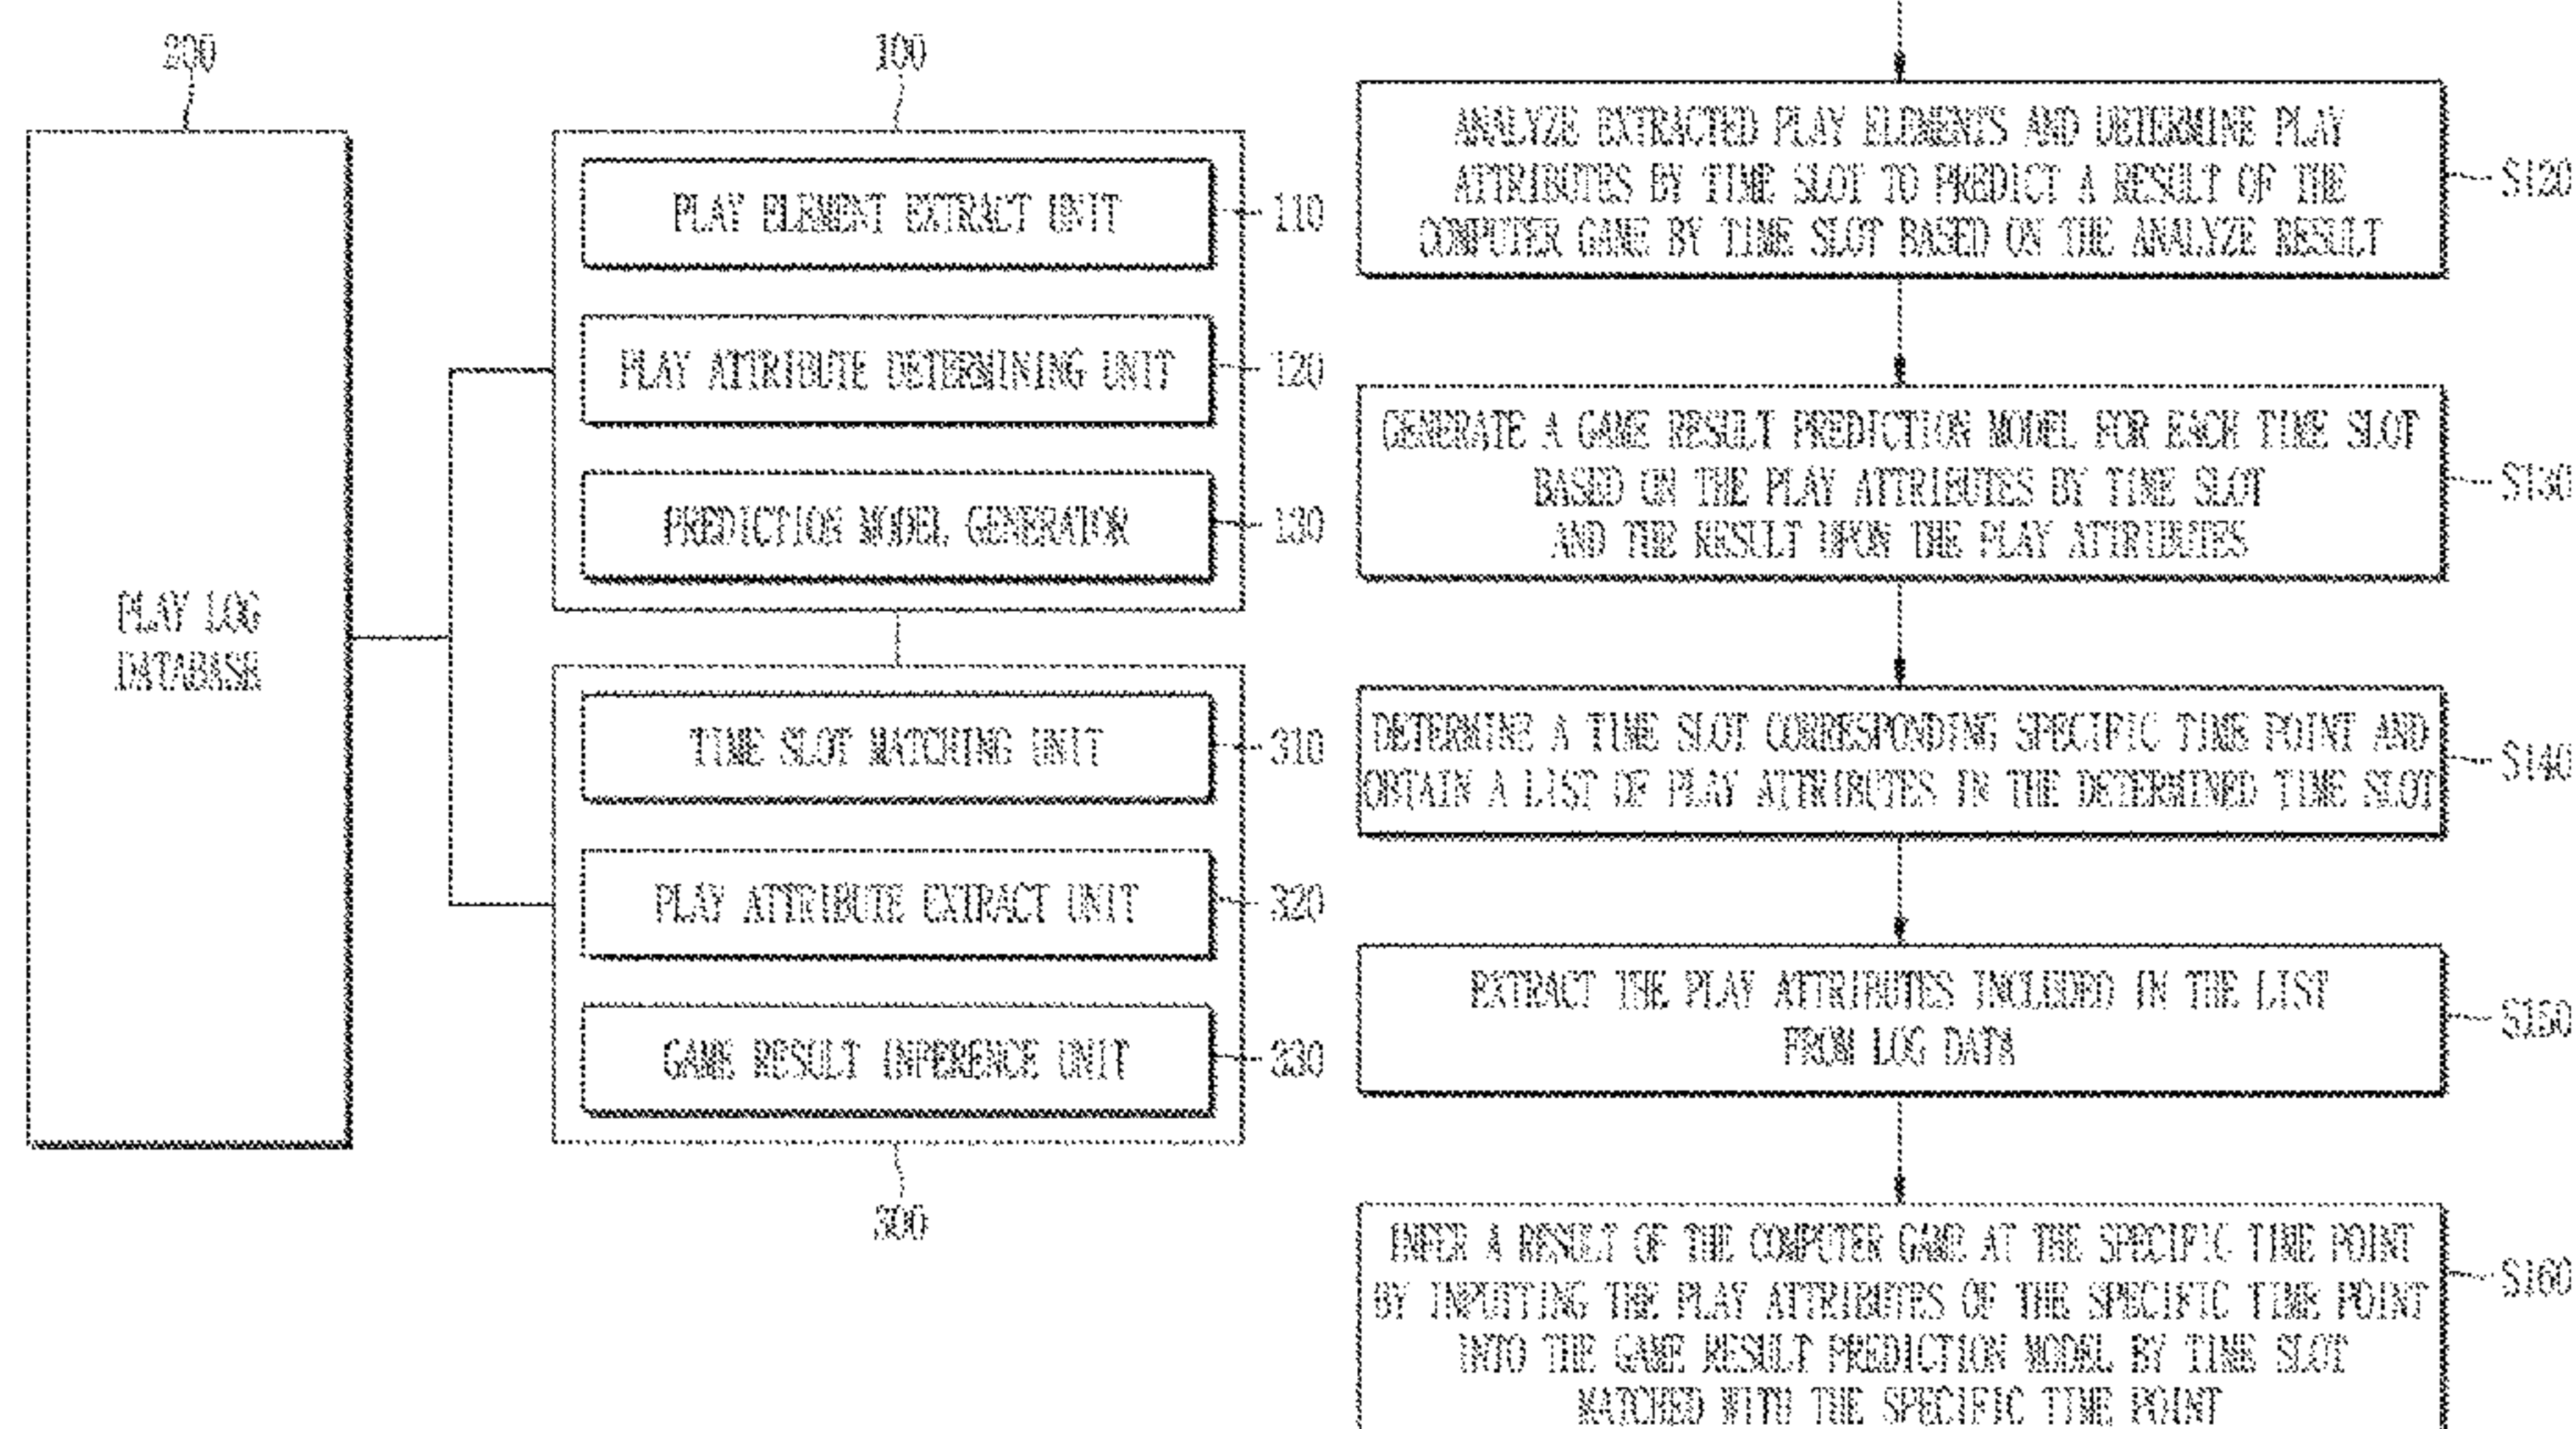 200
PLAY LOG
DATABASE
100
PLAY ELEMENT EXTRACT UNIT
110
PLAY ATTRIBUTE DETERMINING UNIT
120
PREDICTION MODEL GENERATOR
130
TIME SLOT MATCHING UNIT
310
PLAY ATTRIBUTE EXTRACT UNIT
320
GAME RESULT INFERENCE UNIT
330
300
ANALYZE EXTRACTED PLAY ELEMENTS AND DETERMINE PLAY
ATTRIBUTES BY TIME SLOT TO PREDICT A RESULT OF THE
COMPUTER GAME BY TIME SLOT BASED ON THE ANALYZE RESULT
S120
GENERATE A GAME RESULT PREDICTION MODEL FOR EACH TIME SLOT
BASED ON THE PLAY ATTRIBUTES BY TIME SLOT
AND THE RESULT UPON THE PLAY ATTRIBUTES
S130
DETERMINE A TIME SLOT CORRESPONDING SPECIFIC TIME POINT AND
OBTAIN A LIST OF PLAY ATTRIBUTES IN THE DETERMINED TIME SLOT
S140
EXTRACT THE PLAY ATTRIBUTES INCLUDED IN THE LIST
FROM LOG DATA
S150
INFER A RESULT OF THE COMPUTER GAME AT THE SPECIFIC TIME POINT
BY INPUTTING THE PLAY ATTRIBUTES OF THE SPECIFIC TIME POINT
INTO THE GAME RESULT PREDICTION MODEL BY TIME SLOT
MATCHED WITH THE SPECIFIC TIME POINT
S160